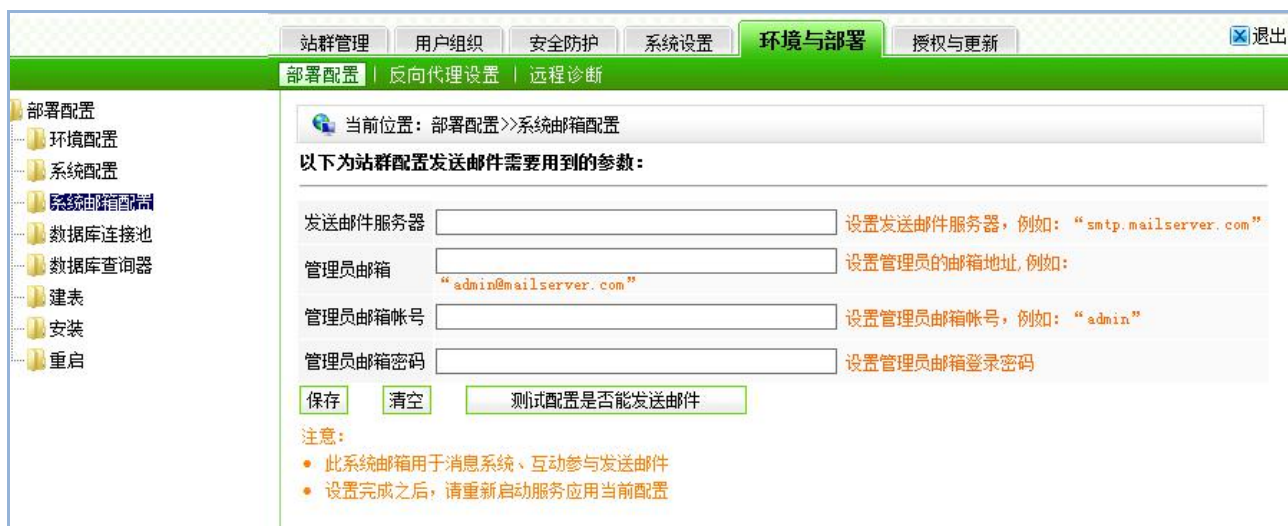 站群管理 用户组织 安全防护 系统设置 环境与部署 授权与更新 退出
部署配置 | 反向代理设置 | 远程诊断
部署配置
环境配置
系统配置
系统邮箱配置
数据库连接池
数据库查询器
建表
安装
重启
当前位置：部署配置>>系统邮箱配置
以下为站群配置发送邮件需要用到的参数：
发送邮件服务器 设置发送邮件服务器，例如：“smtp.mailserver.com”
管理员邮箱 设置管理员的邮箱地址,例如：
“admin@mailserver.com”
管理员邮箱帐号 设置管理员邮箱帐号，例如：“admin”
管理员邮箱密码 设置管理员邮箱登录密码
保存 清空 测试配置是否能发送邮件
注意：
• 此系统邮箱用于消息系统、互动参与发送邮件
• 设置完成之后，请重新启动服务应用当前配置